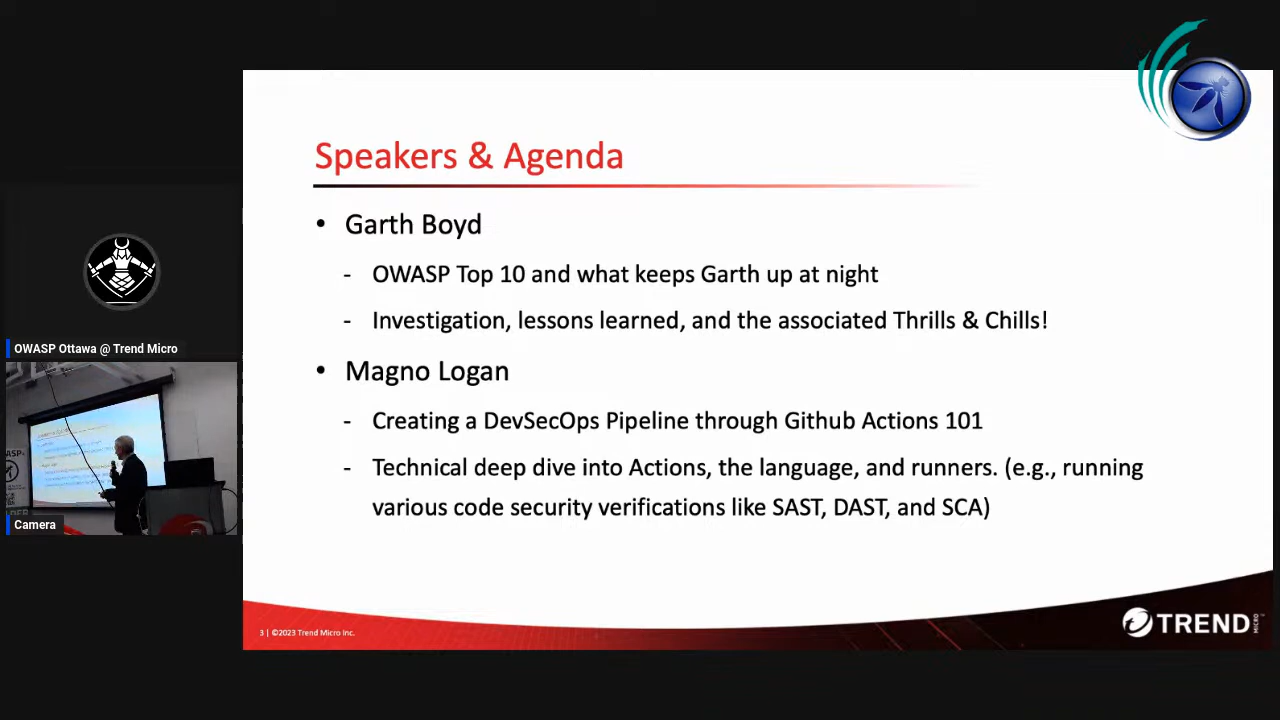 Speakers & Agenda
• Garth Boyd
- OWASP Top 10 and what keeps Garth up at night
- Investigation, lessons learned, and the associated Thrills & Chills!
• Magno Logan
- Creating a DevSecOps Pipeline through Github Actions 101
- Technical deep dive into Actions, the language, and runners. (e.g., running
various code security verifications like SAST, DAST, and SCA)
OWASP Ottawa @ Trend Micro
Camera
3 | ©2023 Trend Micro Inc.
TREND
MICRO